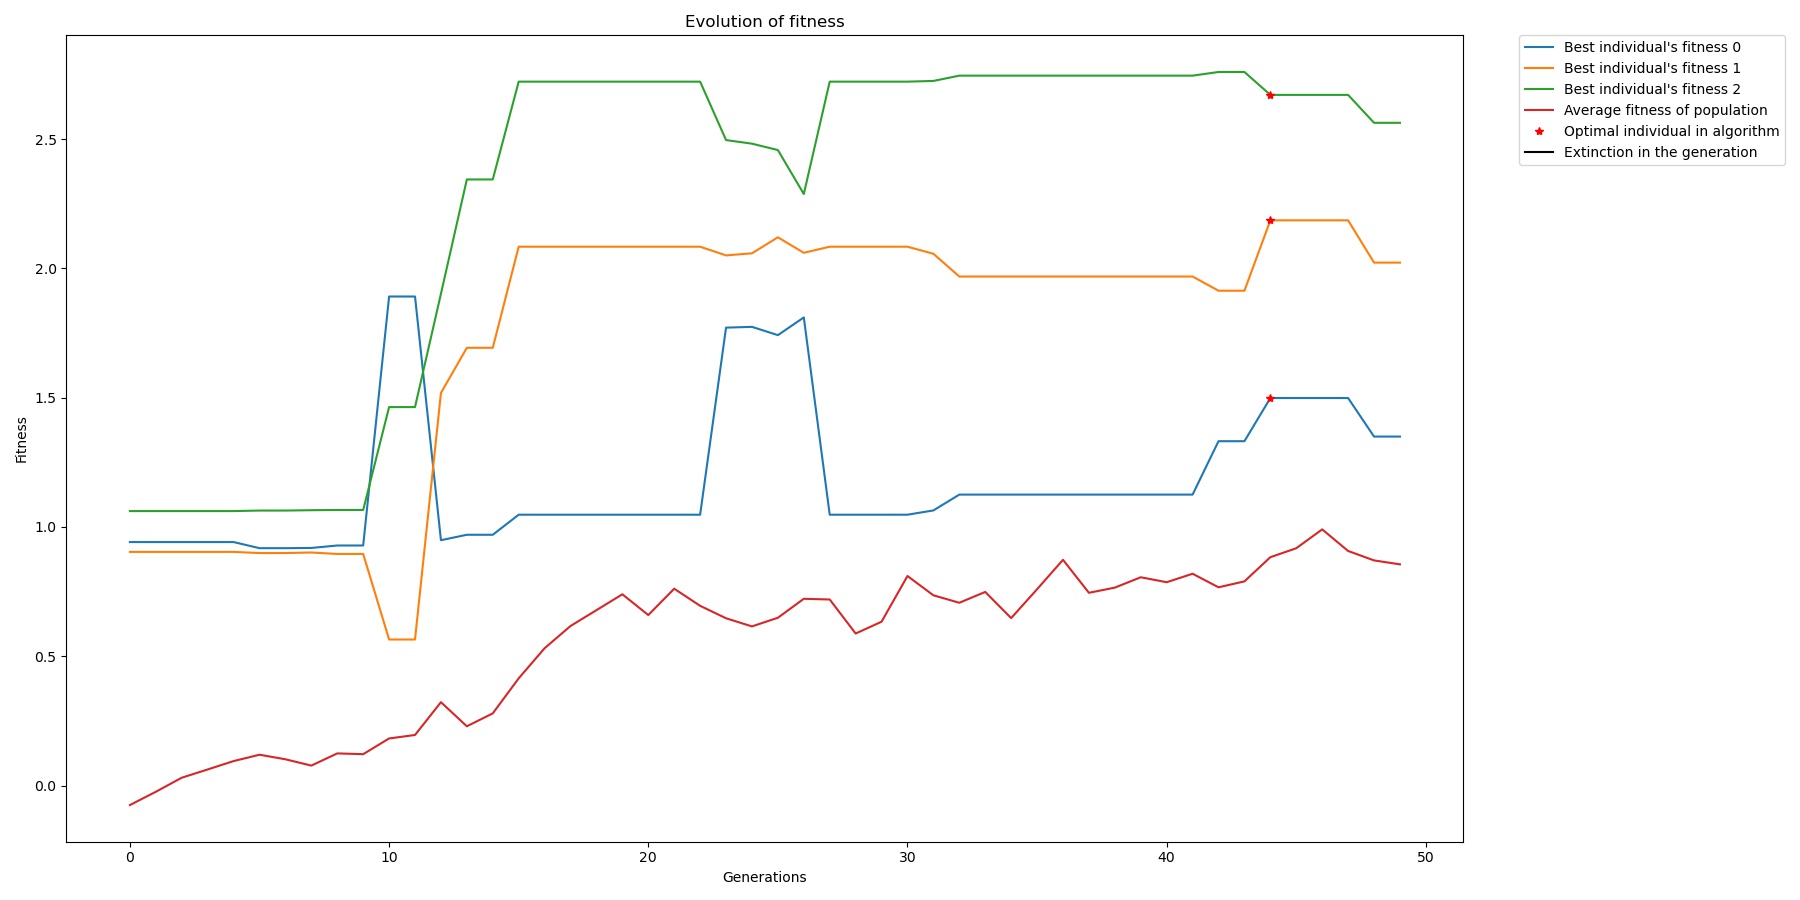 Evolution of fitness
Best individual's fitness 0
Best individual's fitness 1
Best individual's fitness 2
Average fitness of population
Optimal individual in algorithm
Extinction in the generation
Fitness
2.5
2.0
1.5
1.0
0.5
0.0
0 10 20 30 40 50
Generations